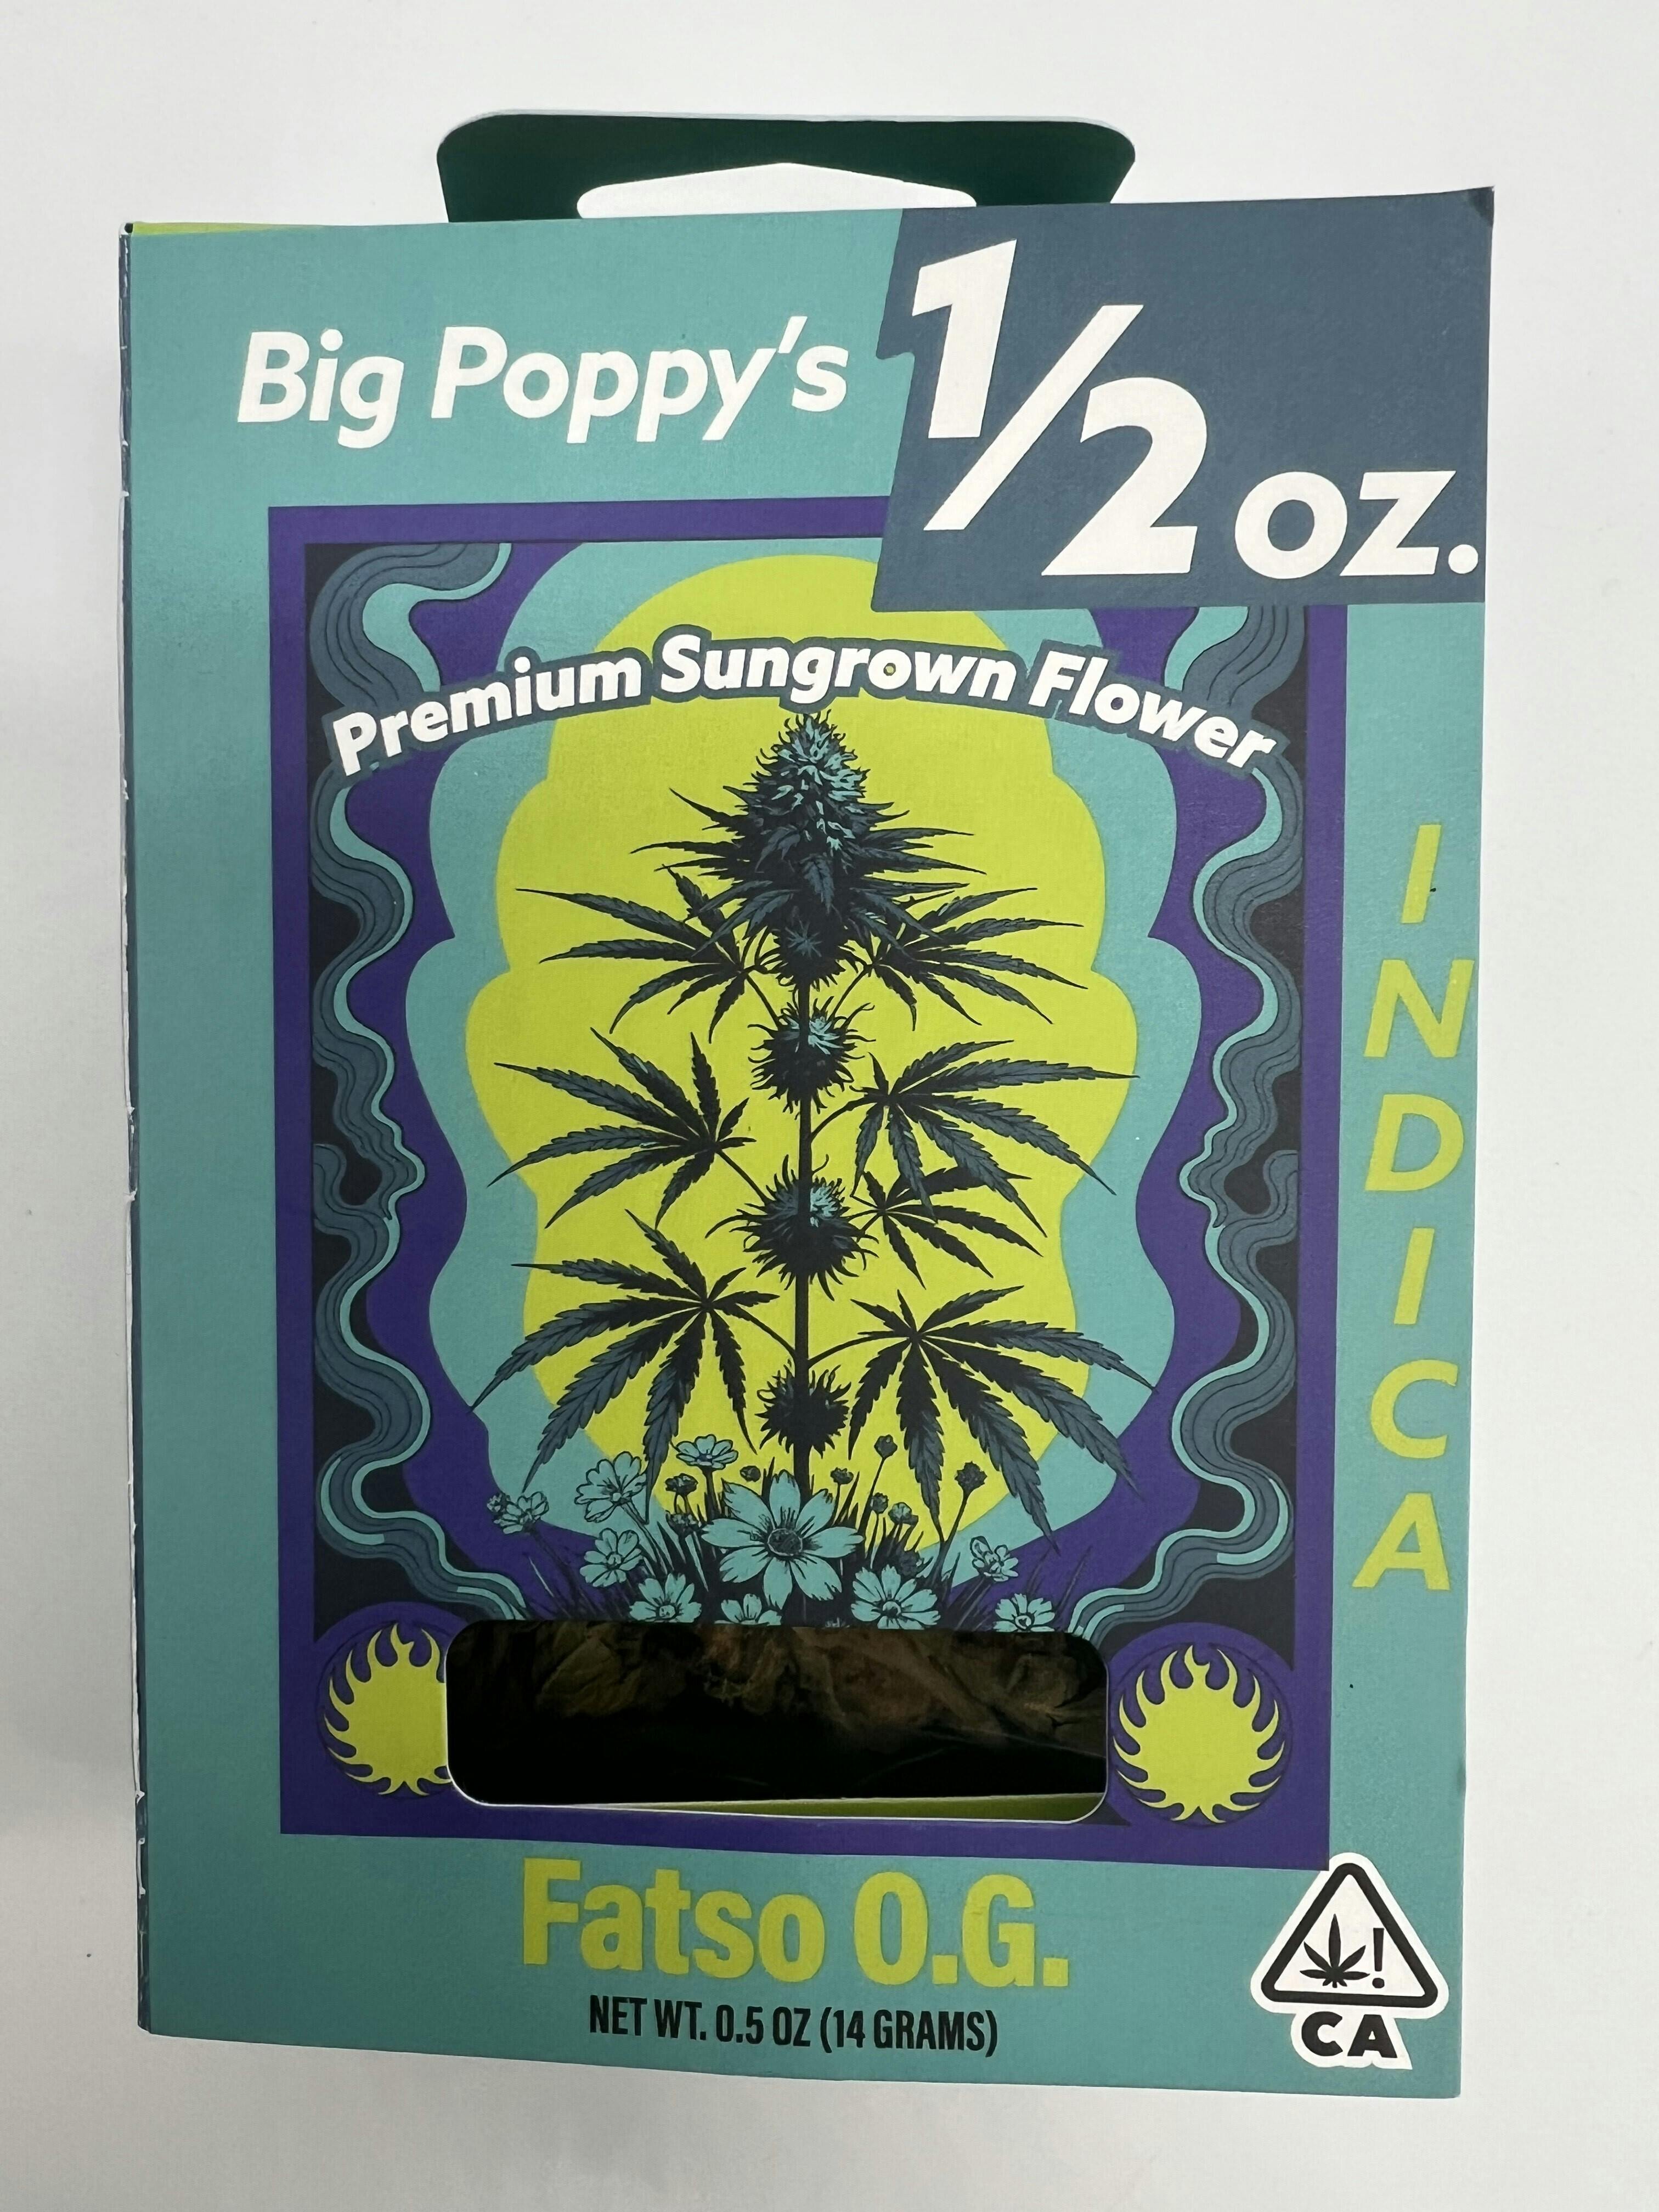 Big Poppy's
1/2 oz.
Premium Sungrown Flower
INDICA
Fatso O.G.
NET WT. 0.5 OZ (14 GRAMS)
!
CA